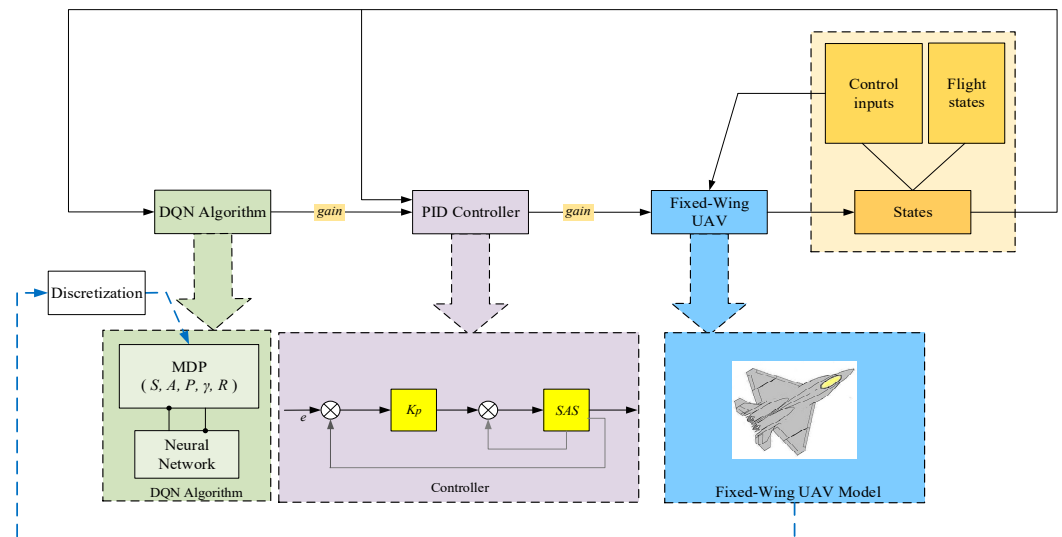 Control
inputs
Flight
states
DQN Algorithm
gain
PID Controller
gain
Fixed-Wing
UAV
States
Discretization
MDP
( S, A, P, γ, R )
Neural
Network
DQN Algorithm
e
Kp
SAS
Controller
Fixed-Wing UAV Model